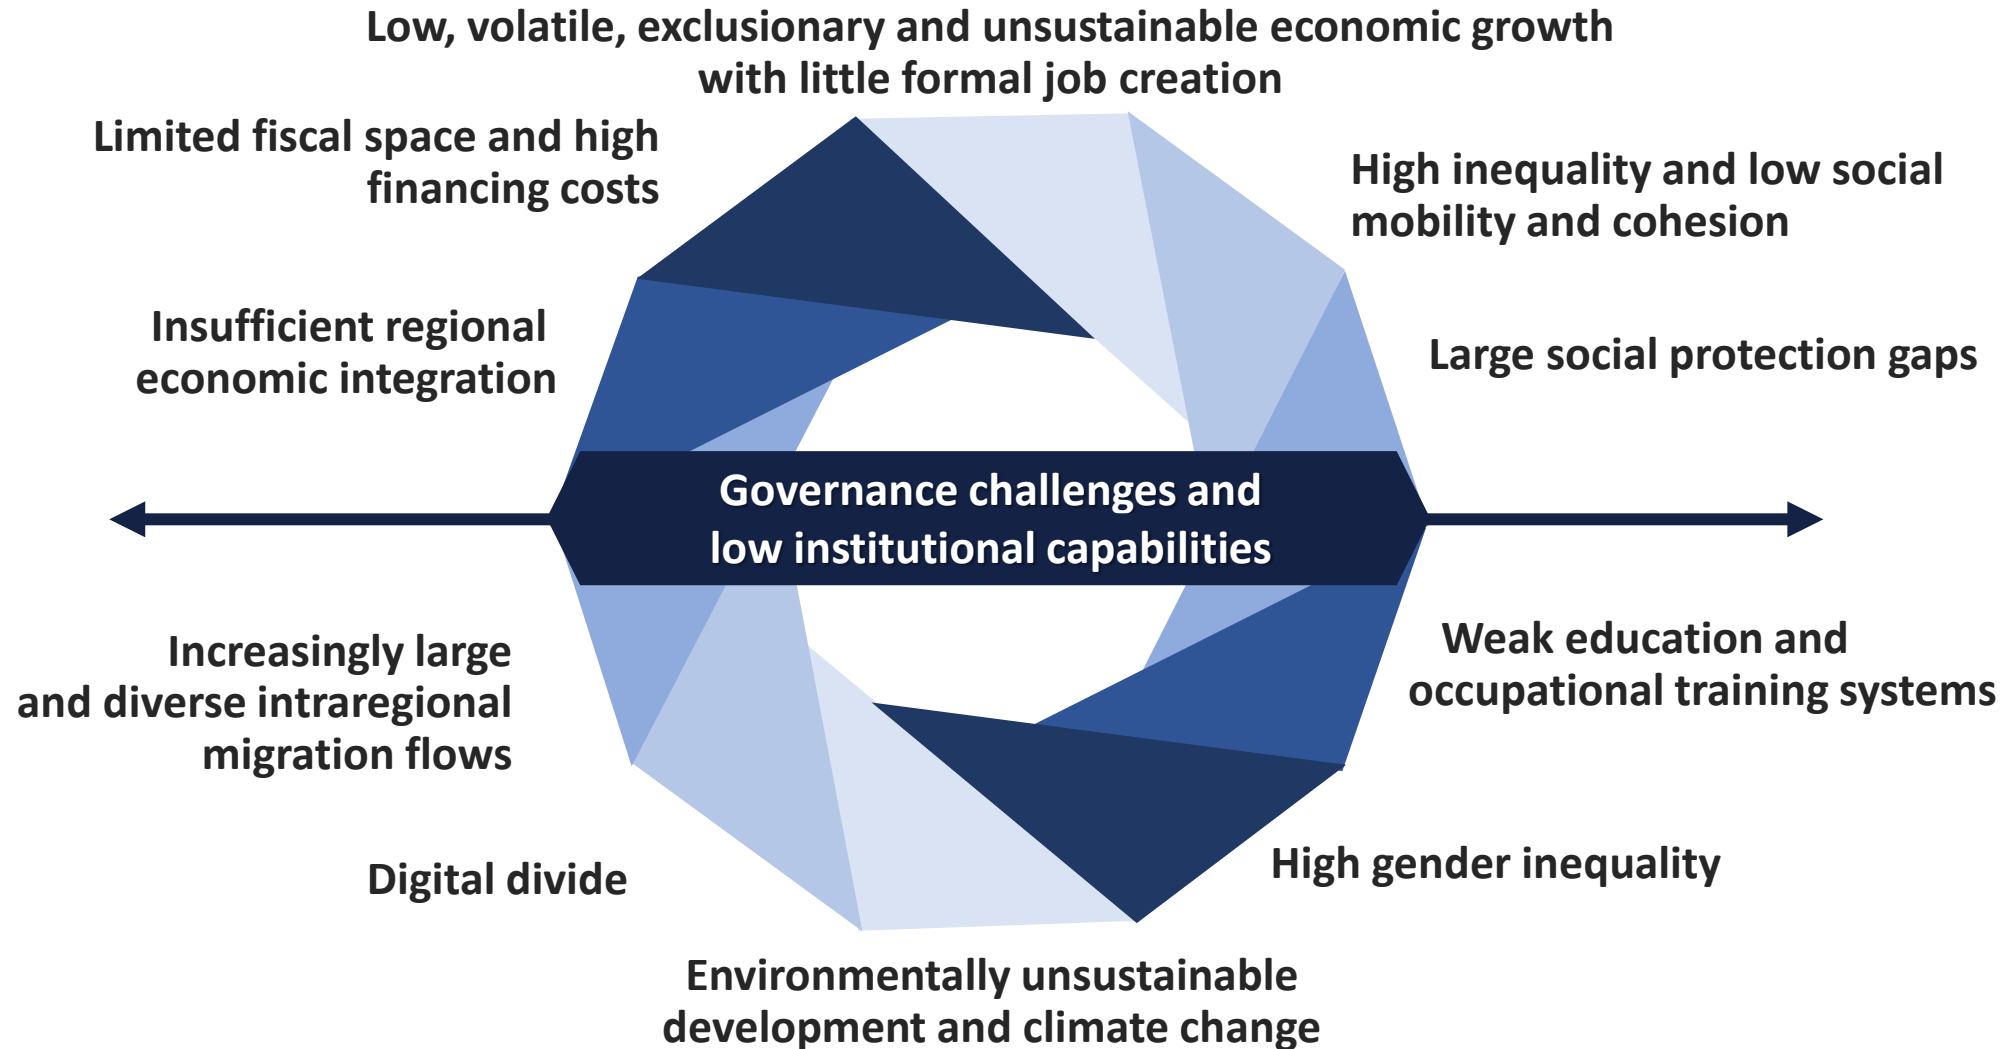 Low, volatile, exclusionary and unsustainable economic growth
with little formal job creation
Limited fiscal space and high
financing costs
High inequality and low social
mobility and cohesion
Insufficient regional
economic integration
Large social protection gaps
Governance challenges and
low institutional capabilities
Increasingly large
and diverse intraregional
migration flows
Weak education and
occupational training systems
Digital divide
High gender inequality
Environmentally unsustainable
development and climate change